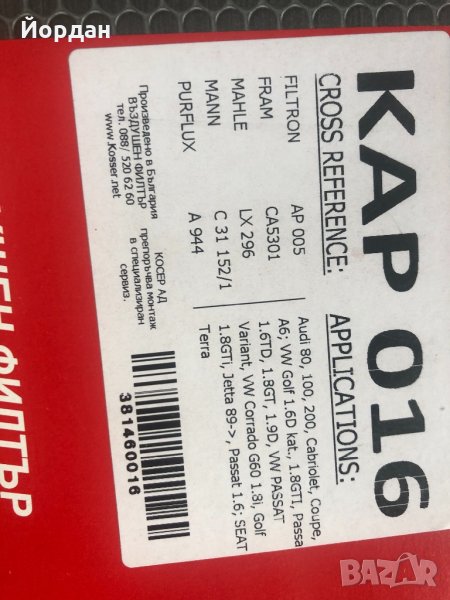 Йордан
KAP 016
CROSS REFERENCE:
FILTRON AP 005
FRAM CA5301
MAHLE LX 296
MANN C 31 152/1
PURFLUX A 944
APPLICATIONS:
Audi 80, 100, 200, Cabriolet, Coupe,
A6; VW Golf 1.6D kat., 1.8GTI, Passa
1.6TD, 1.8GT, 1.9D, VW PASSAT
Variant, VW Corrado G60 1.8i, Golf
1.8GTi, Jetta 89->, Passat 1.6; SEAT
Terra
Произведено в България
ВЪЗДУШЕН ФИЛТЪР
тел. 088/ 520 62 60
www.Kosser.net
КОСЕР АД
препоръчва монтаж
в специализиран
сервиз.
381460016
ШЕН ФИЛТЪР
BAZAR